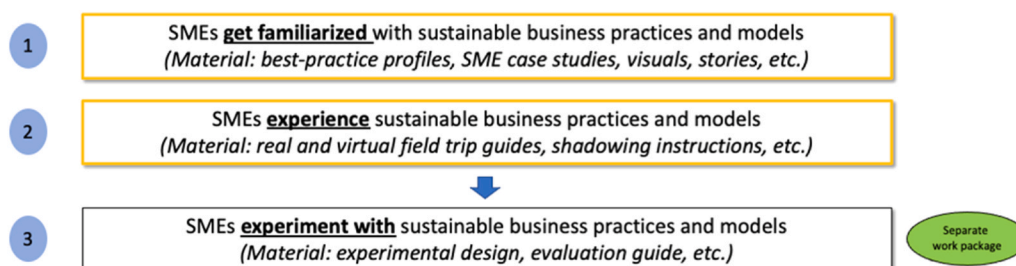 1
SMEs get familiarized with sustainable business practices and models
(Material: best-practice profiles, SME case studies, visuals, stories, etc.)
2
SMEs experience sustainable business practices and models
(Material: real and virtual field trip guides, shadowing instructions, etc.)
3
SMEs experiment with sustainable business practices and models
(Material: experimental design, evaluation guide, etc.)
Separate
work package